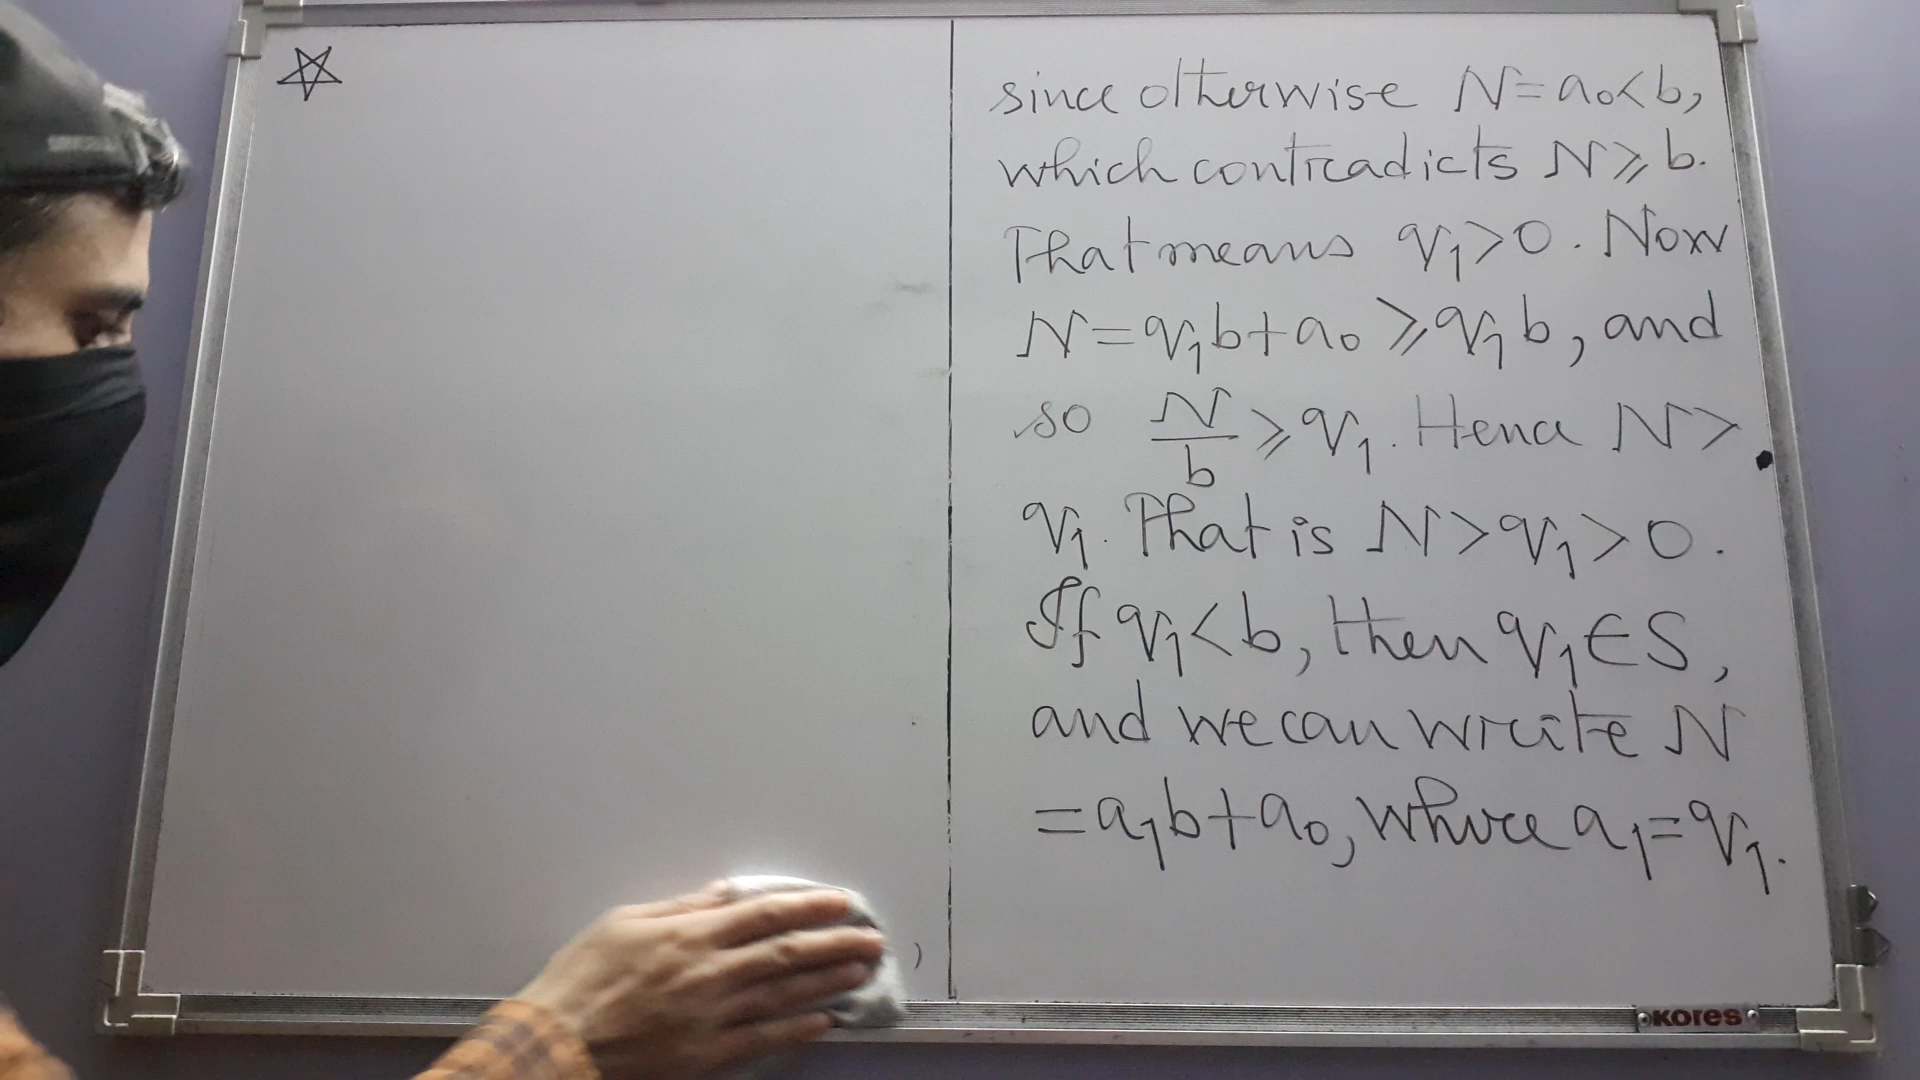 since otherwise N=a₀<b,
which contradicts N⩾b.
That means q₁>0. Now
N=q₁b+a₀⩾q₁b, and
so N/b⩾q₁. Hence N>
q₁. That is N>q₁>0.
If q₁<b, then q₁∈S,
and we can write N
=a₁b+a₀, where a₁=q₁.
)
KORES